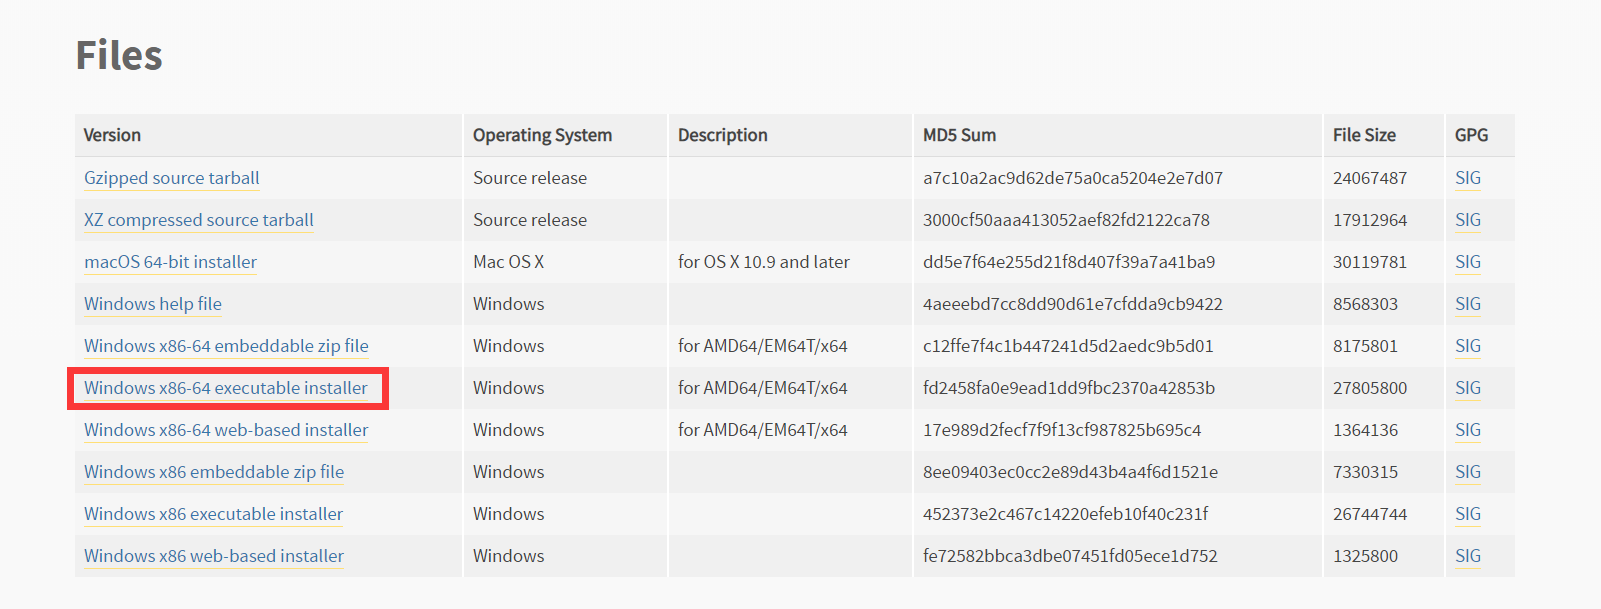 Files
Version Operating System Description MD5 Sum File Size GPG
Gzipped source tarball Source release a7c10a2ac9d62de75a0ca5204e2e7d07 24067487 SIG
XZ compressed source tarball Source release 3000cf50aaa413052aef82fd2122ca78 17912964 SIG
macOS 64-bit installer Mac OS X for OS X 10.9 and later dd5e7f64e255d21f8d407f39a7a41ba9 30119781 SIG
Windows help file Windows 4aeeebd7cc8dd90d61e7cfdda9cb9422 8568303 SIG
Windows x86-64 embeddable zip file Windows for AMD64/EM64T/x64 c12ffe7f4c1b447241d5d2aedc9b5d01 8175801 SIG
Windows x86-64 executable installer Windows for AMD64/EM64T/x64 fd2458fa0e9ead1dd9fbc2370a42853b 27805800 SIG
Windows x86-64 web-based installer Windows for AMD64/EM64T/x64 17e989d2fecf7f9f13cf987825b695c4 1364136 SIG
Windows x86 embeddable zip file Windows 8ee09403ec0cc2e89d43b4a4f6d1521e 7330315 SIG
Windows x86 executable installer Windows 452373e2c467c14220efeb10f40c231f 26744744 SIG
Windows x86 web-based installer Windows fe72582bbca3dbe07451fd05ece1d752 1325800 SIG